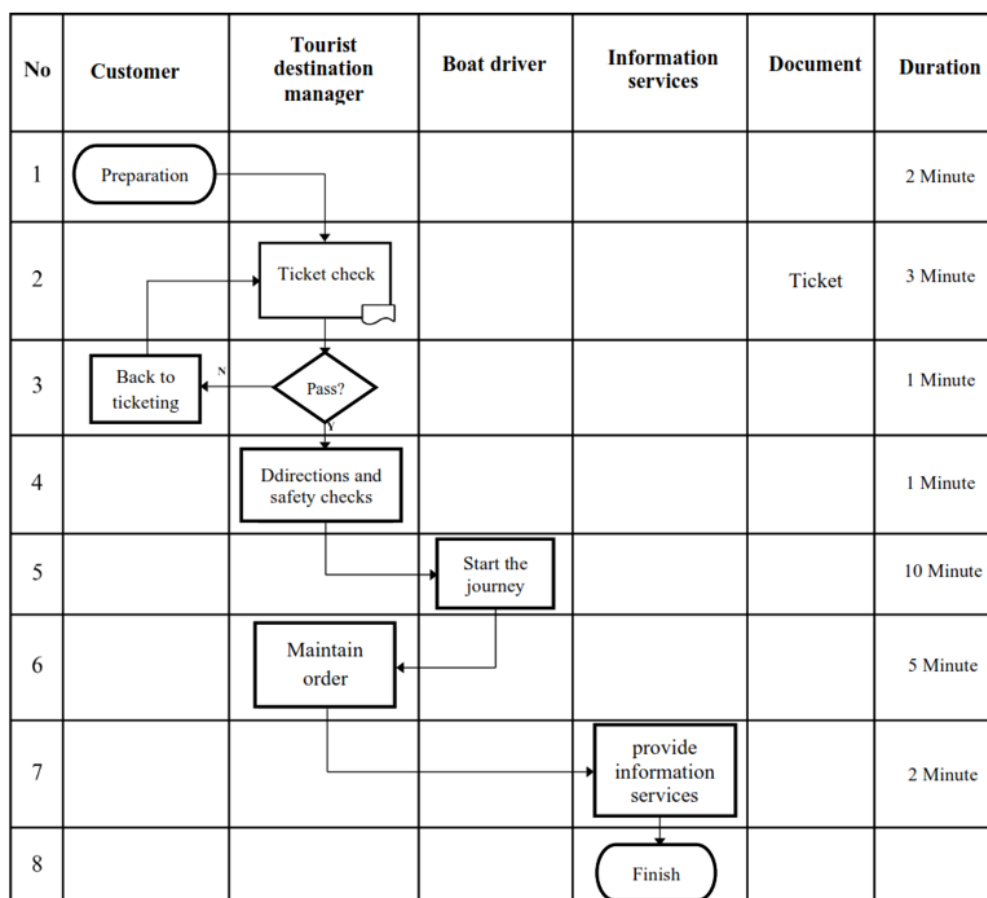 No
Customer
Tourist
destination
manager
Boat driver
Information
services
Document
Duration
1
Preparation
2 Minute
2
Ticket check
Ticket
3 Minute
3
Back to
ticketing
N
Pass?
1 Minute
Y
4
Ddirections and
safety checks
1 Minute
5
Start the
journey
10 Minute
6
Maintain
order
5 Minute
7
provide
information
services
2 Minute
8
Finish